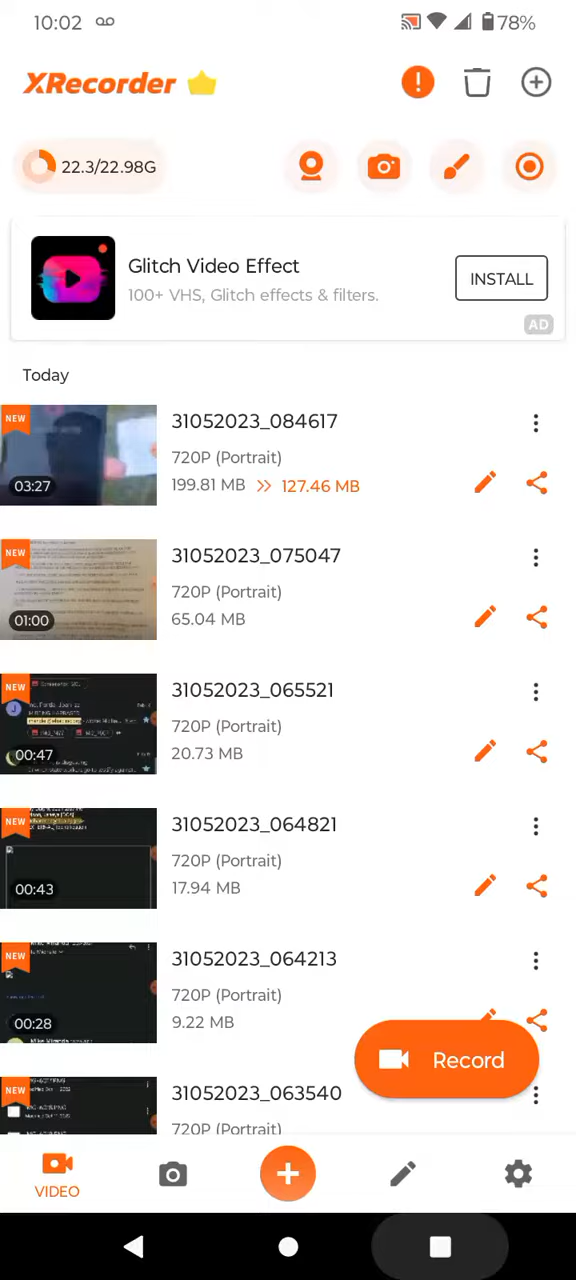 10:02 78%
XRecorder
22.3/22.98G
Glitch Video Effect
100+ VHS, Glitch effects & filters.
INSTALL
AD
Today
NEW
03:27
31052023_084617
720P (Portrait)
199.81 MB >> 127.46 MB
NEW
01:00
31052023_075047
720P (Portrait)
65.04 MB
NEW
00:47
31052023_065521
720P (Portrait)
20.73 MB
NEW
00:43
31052023_064821
720P (Portrait)
17.94 MB
NEW
00:28
31052023_064213
720P (Portrait)
9.22 MB
Record
NEW
31052023_063540
720P (Portrait)
VIDEO